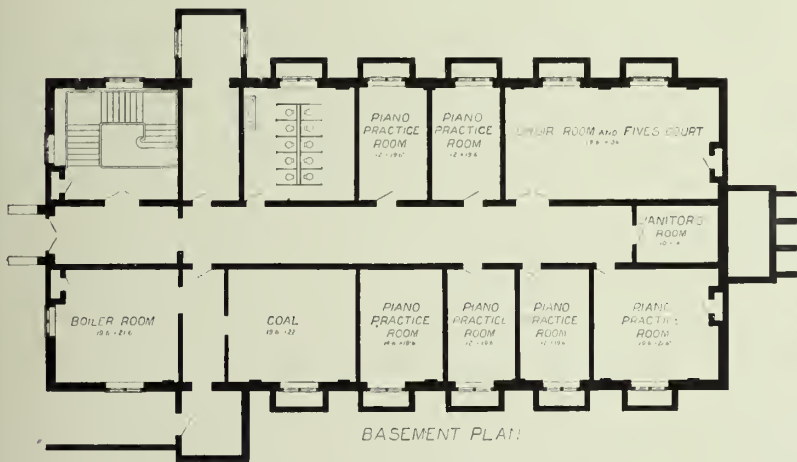 PIANO
PRACTICE
ROOM
PIANO
PRACTICE
ROOM
ROOM AND FIVES COURT
JANITOR'S
ROOM
BOILER ROOM
COAL
PIANO
PRACTICE
ROOM
PIANO
PRACTICE
ROOM
PIANO
PRACTICE
ROOM
PIANO
PRACTICE
ROOM
BASEMENT PLAN